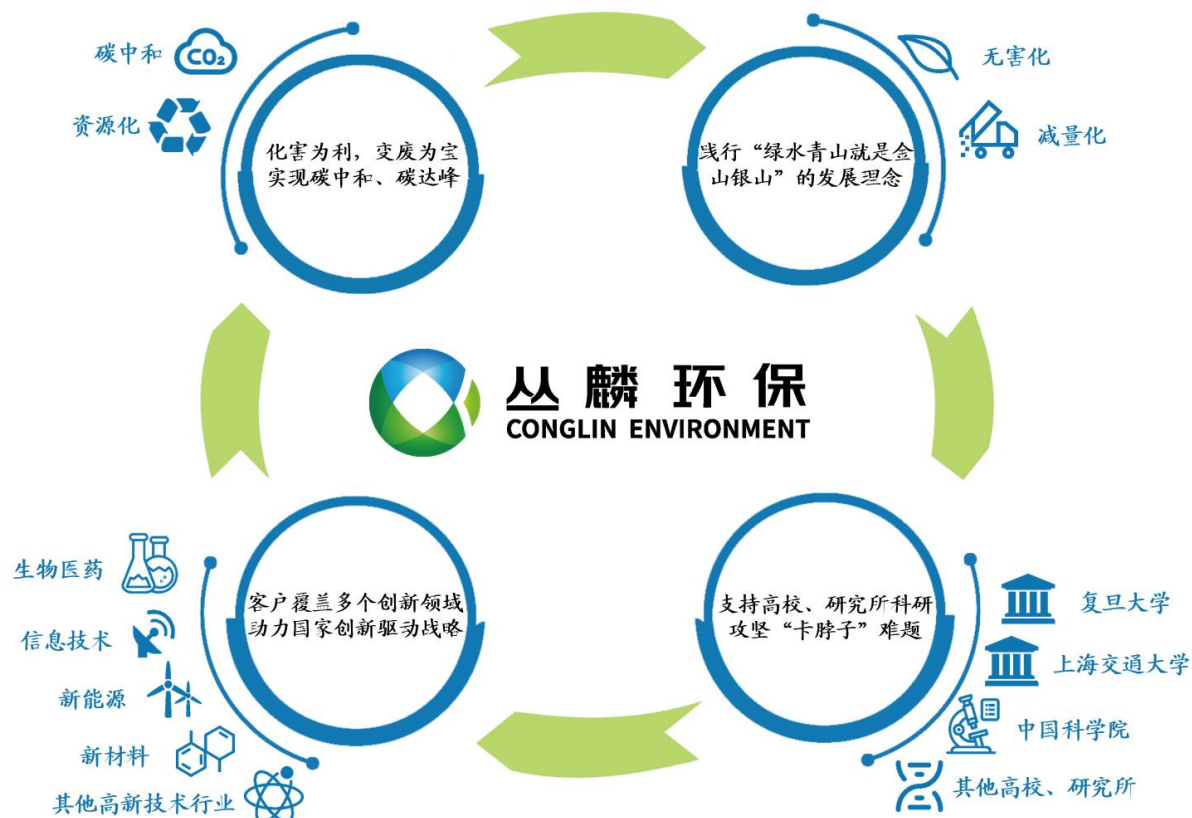 碳中和
CO₂
资源化
化害为利，变废为宝
实现碳中和、碳达峰
无害化
减量化
践行“绿水青山就是金
山银山”的发展理念
丛麟环保
CONGLIN ENVIRONMENT
生物医药
信息技术
新能源
新材料
其他高新技术行业
客户覆盖多个创新领域
助力国家创新驱动战略
支持高校、研究所科研
攻坚“卡脖子”难题
复旦大学
上海交通大学
中国科学院
其他高校、研究所